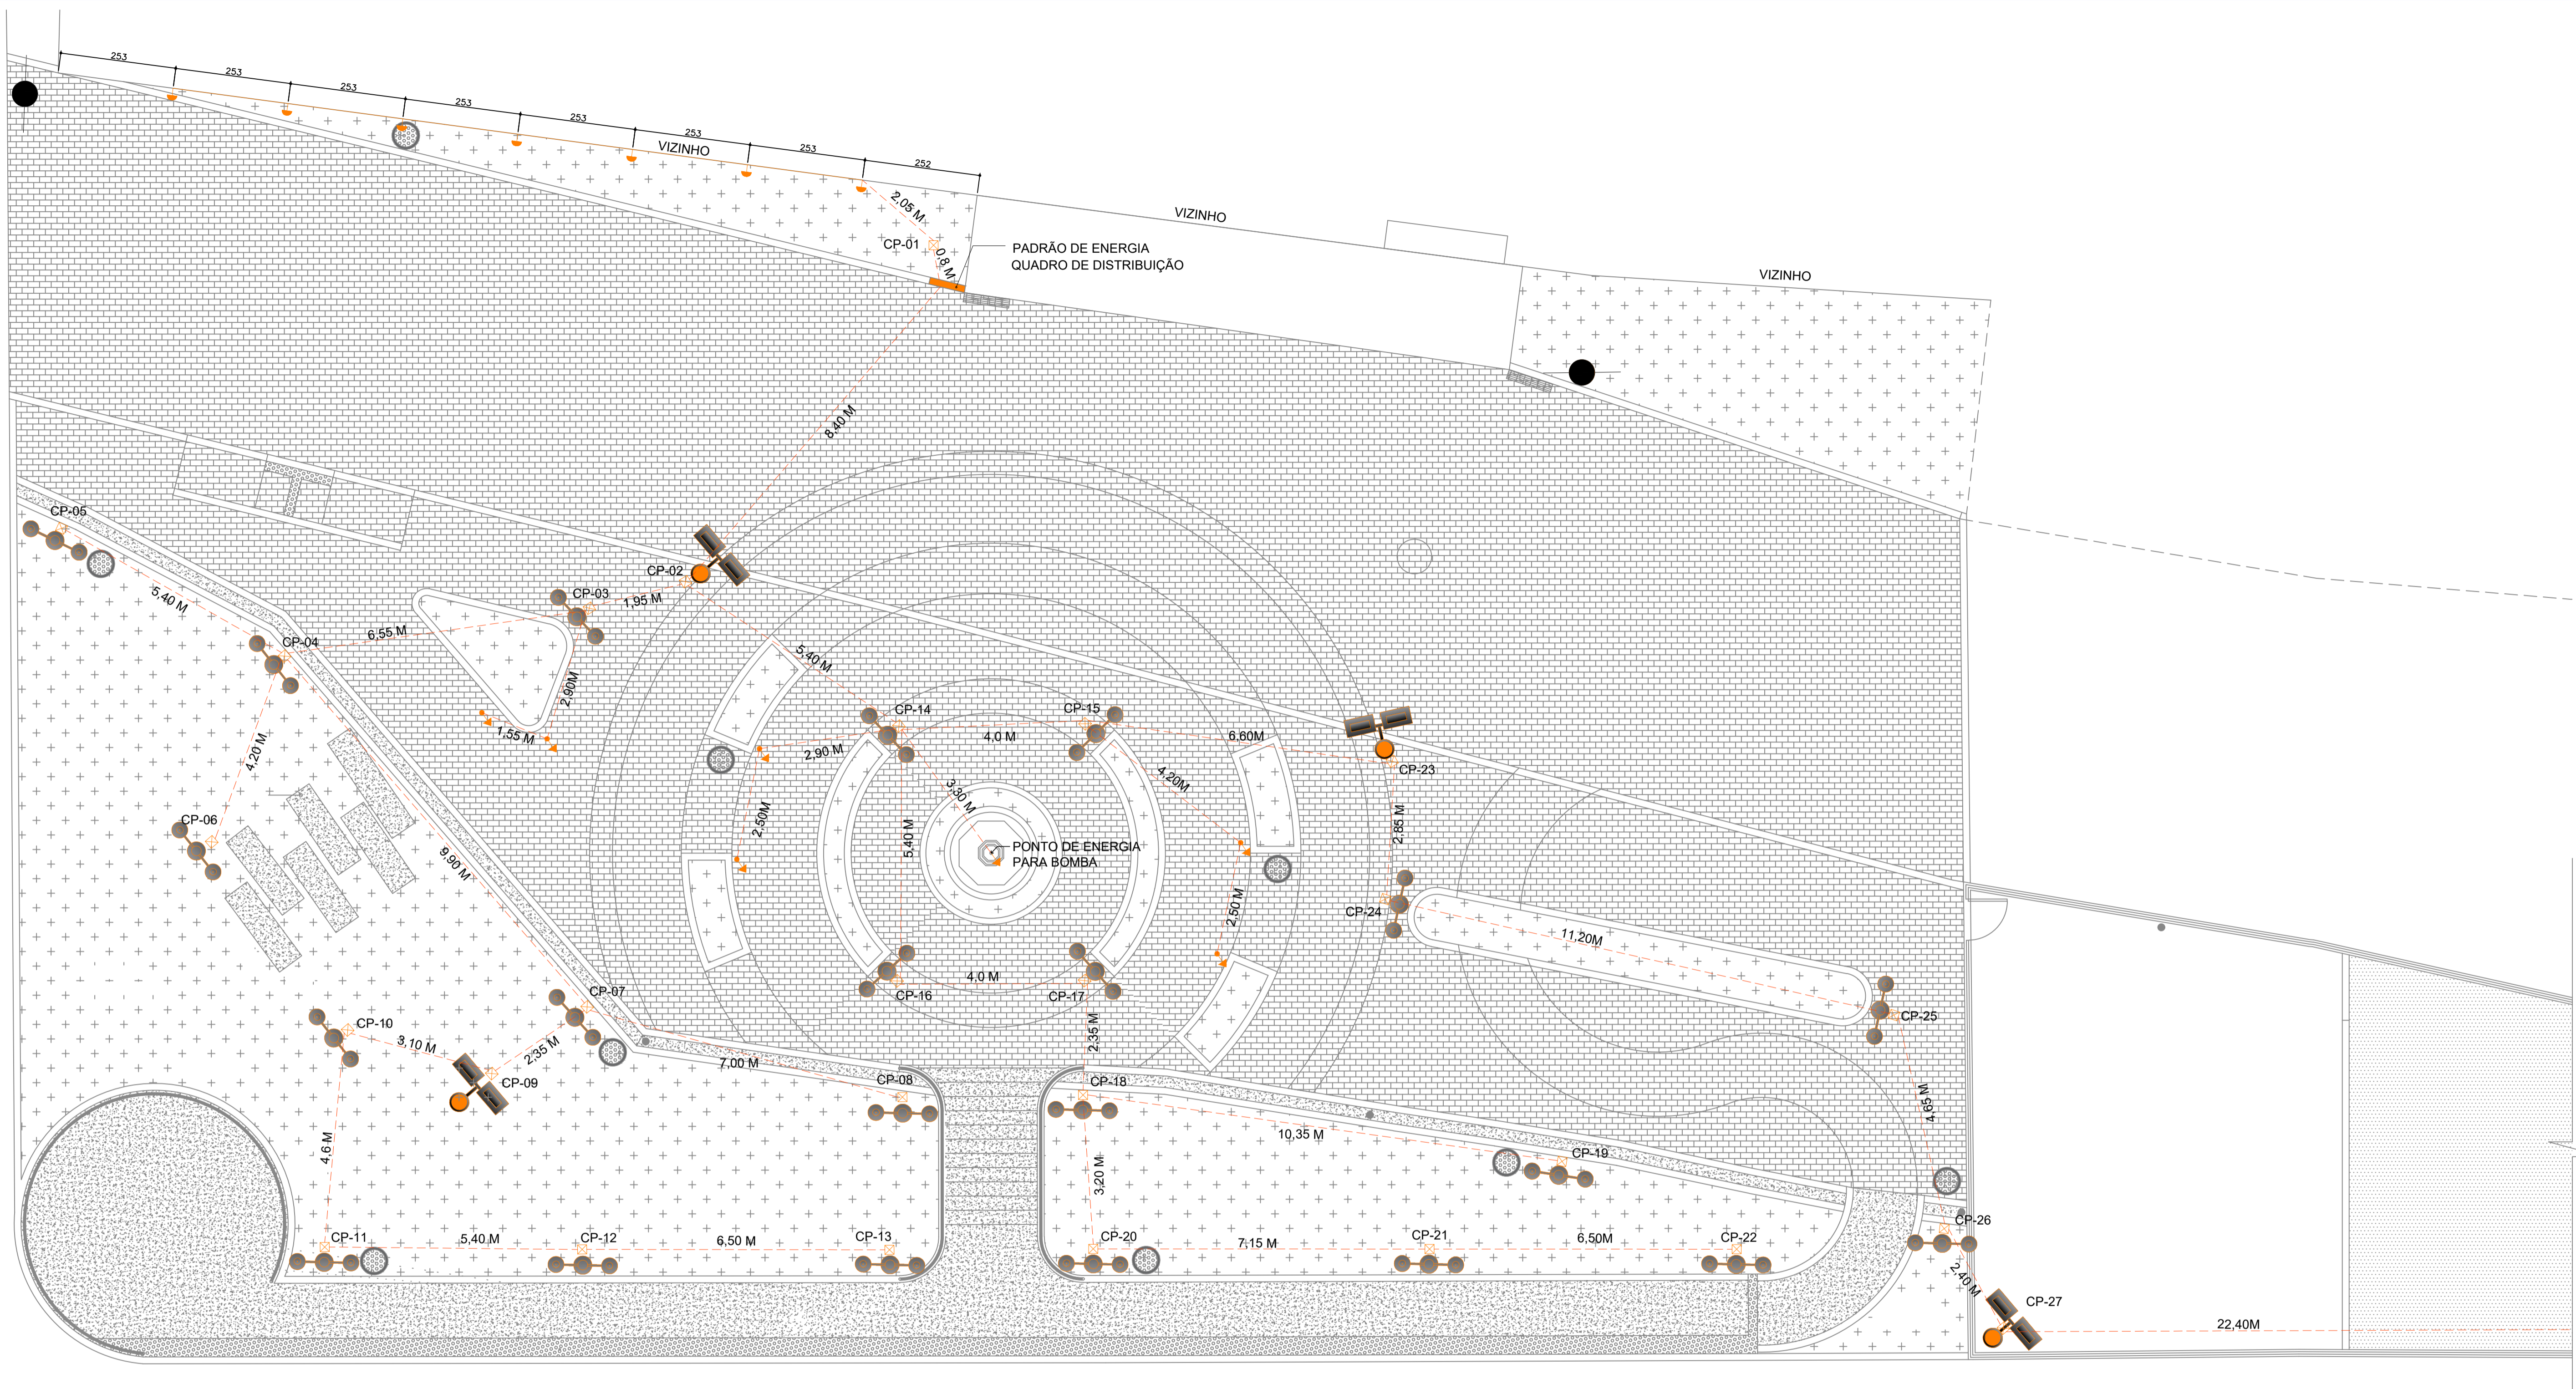 253
253
253
253
253
253
253
252
VIZINHO
VIZINHO
VIZINHO
2,05 M
CP-01
0,8 M
PADRÃO DE ENERGIA
QUADRO DE DISTRIBUIÇÃO
8,40 M
CP-05
CP-02
CP-03
1,95 M
5,40 M
6,55 M
CP-04
5,40 M
2,90M
1,55 M
CP-14
CP-15
4,0 M
6,60M
CP-23
2,90 M
4,20 M
3,30 M
4,20M
2,50M
5,40 M
2,85 M
CP-06
PONTO DE ENERGIA
PARA BOMBA
9,90 M
2,50 M
CP-24
11,20M
4,0 M
CP-16
CP-17
CP-07
CP-25
CP-10
3,10 M
2,35 M
2,35 M
7,00 M
CP-09
CP-08
CP-18
4,65 M
4,6 M
10,35 M
CP-19
3,20 M
CP-26
CP-11
5,40 M
CP-12
6,50 M
CP-13
CP-20
7,15 M
CP-21
6,50M
CP-22
2,40 M
CP-27
22,40M